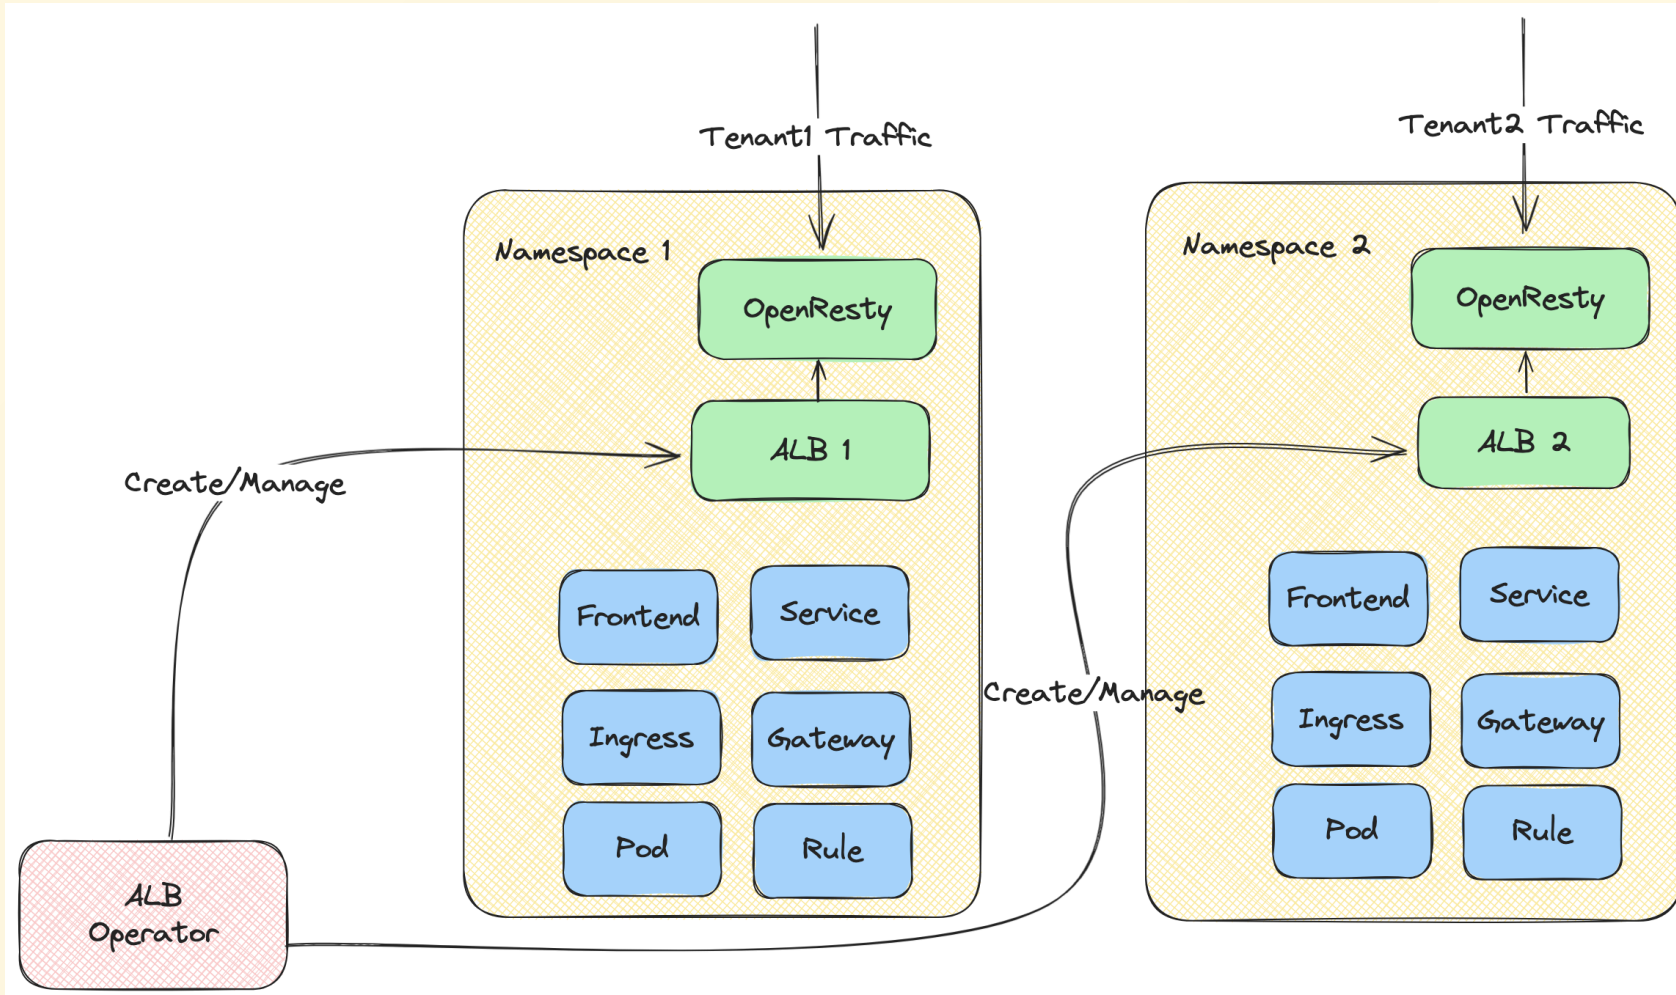 Tenant1 Traffic
Tenant2 Traffic
Namespace 1
OpenResty
ALB 1
Create/Manage
Frontend
Service
Ingress
Gateway
Pod
Rule
Namespace 2
OpenResty
ALB 2
Create/Manage
Frontend
Service
Ingress
Gateway
Pod
Rule
ALB
Operator